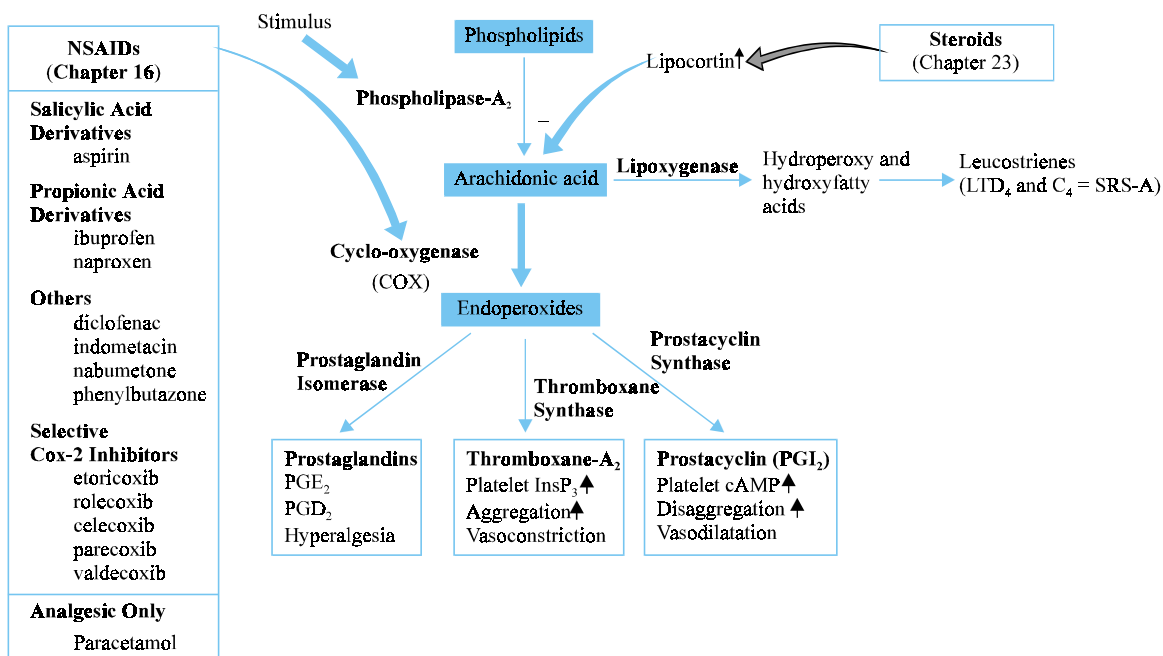 NSAIDs
(Chapter 16)
Salicylic Acid
Derivatives
aspirin
Propionic Acid
Derivatives
ibuprofen
naproxen
Others
diclofenac
indometacin
nabumetone
phenylbutazone
Selective
Cox-2 Inhibitors
etoricoxib
rolecoxib
celecoxib
parecoxib
valdecoxib
Analgesic Only
Paracetamol
Stimulus
Phospholipids
Lipocortin
Steroids
(Chapter 23)
Phospholipase-A₂
–
Arachidonic acid
Lipoxygenase
Hydroperoxy and
hydroxyfatty
acids
Leucostrienes
(LTD₄ and C₄ = SRS-A)
Cyclo-oxygenase
(COX)
Endoperoxides
Prostaglandin
Isomerase
Thromboxane
Synthase
Prostacyclin
Synthase
Prostaglandins
PGE₂
PGD₂
Hyperalgesia
Thromboxane-A₂
Platelet InsP₃
Aggregation
Vasoconstriction
Prostacyclin (PGI₂)
Platelet cAMP
Disaggregation
Vasodilatation